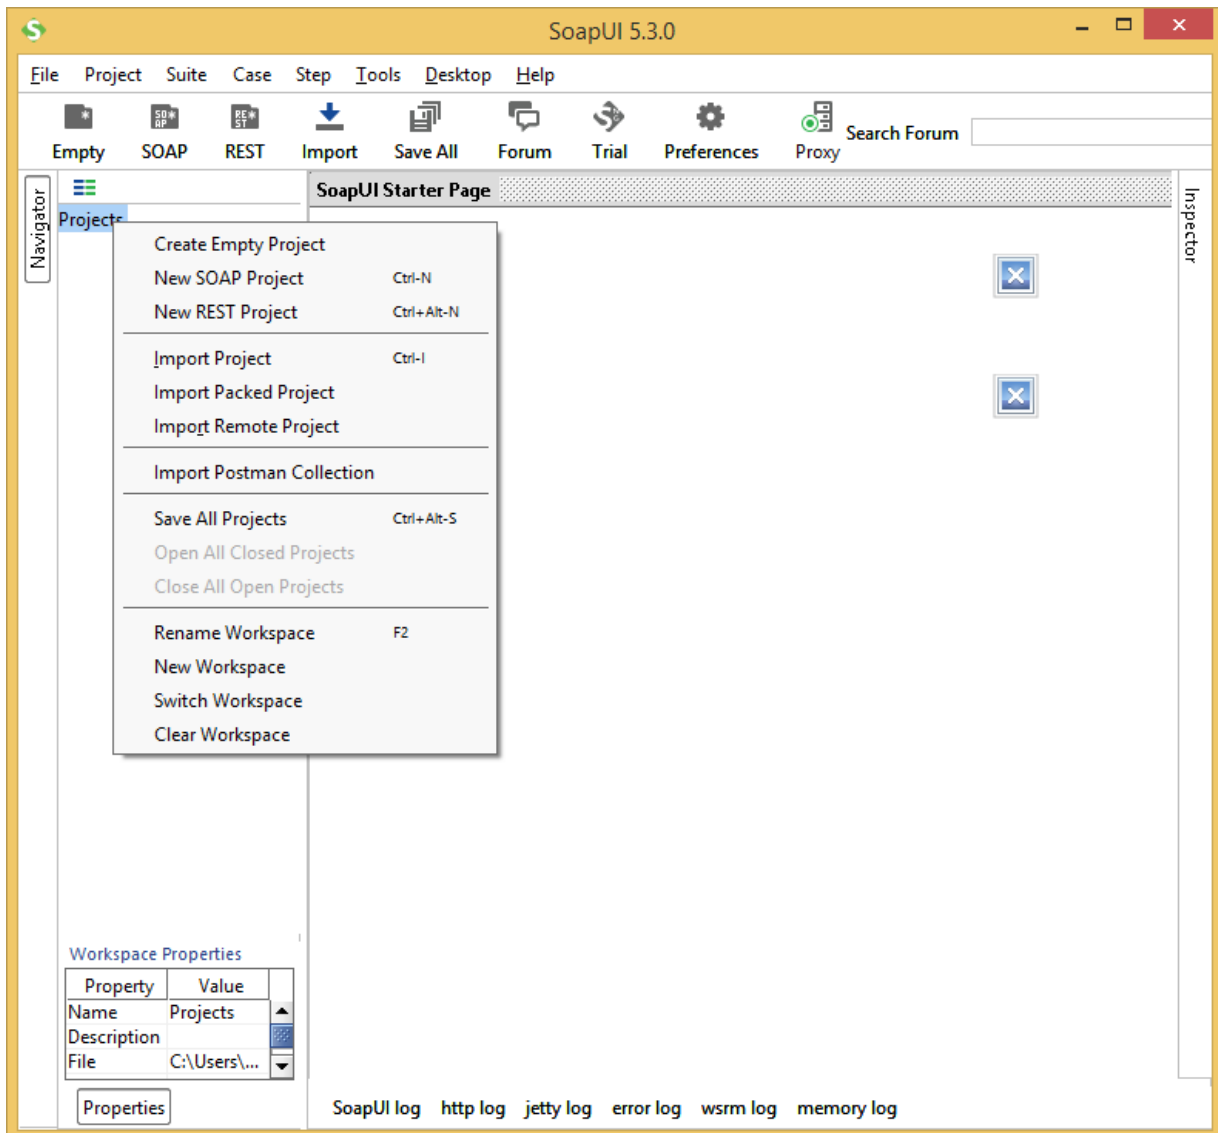 SoapUI 5.3.0
File Project Suite Case Step Tools Desktop Help
Empty SOAP REST Import Save All Forum Trial Preferences Proxy Search Forum
Navigator
SoapUI Starter Page
Inspector
Projects
Create Empty Project
New SOAP Project Ctrl-N
New REST Project Ctrl+Alt-N
Import Project Ctrl-I
Import Packed Project
Import Remote Project
Import Postman Collection
Save All Projects Ctrl+Alt-S
Open All Closed Projects
Close All Open Projects
Rename Workspace F2
New Workspace
Switch Workspace
Clear Workspace
Workspace Properties
Property Value
Name Projects
Description
File C:\Users\...
Properties
SoapUI log http log jetty log error log wsrm log memory log